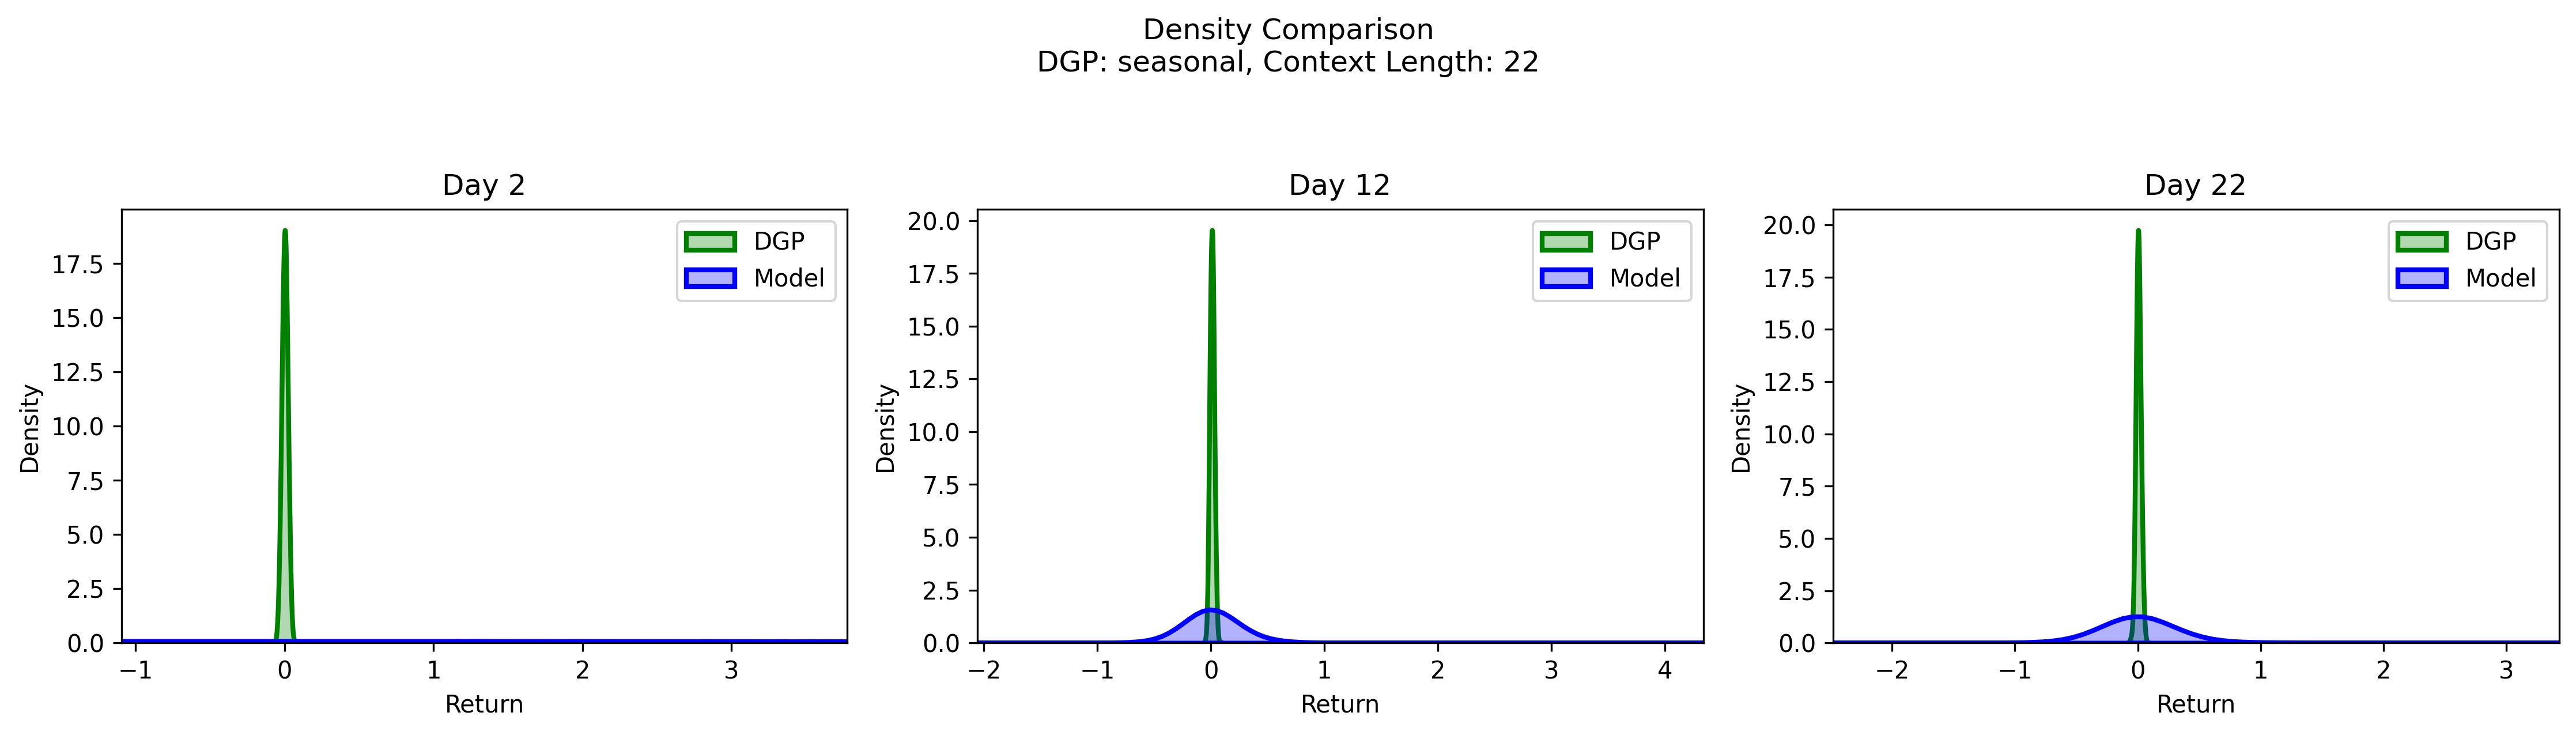 Density Comparison
DGP: seasonal, Context Length: 22
Day 2
Density
17.5
15.0
12.5
10.0
7.5
5.0
2.5
0.0
−1
0
1
2
3
Return
DGP
Model
Day 12
Density
20.0
17.5
15.0
12.5
10.0
7.5
5.0
2.5
0.0
−2
−1
0
1
2
3
4
Return
DGP
Model
Day 22
Density
20.0
17.5
15.0
12.5
10.0
7.5
5.0
2.5
0.0
−2
−1
0
1
2
3
Return
DGP
Model